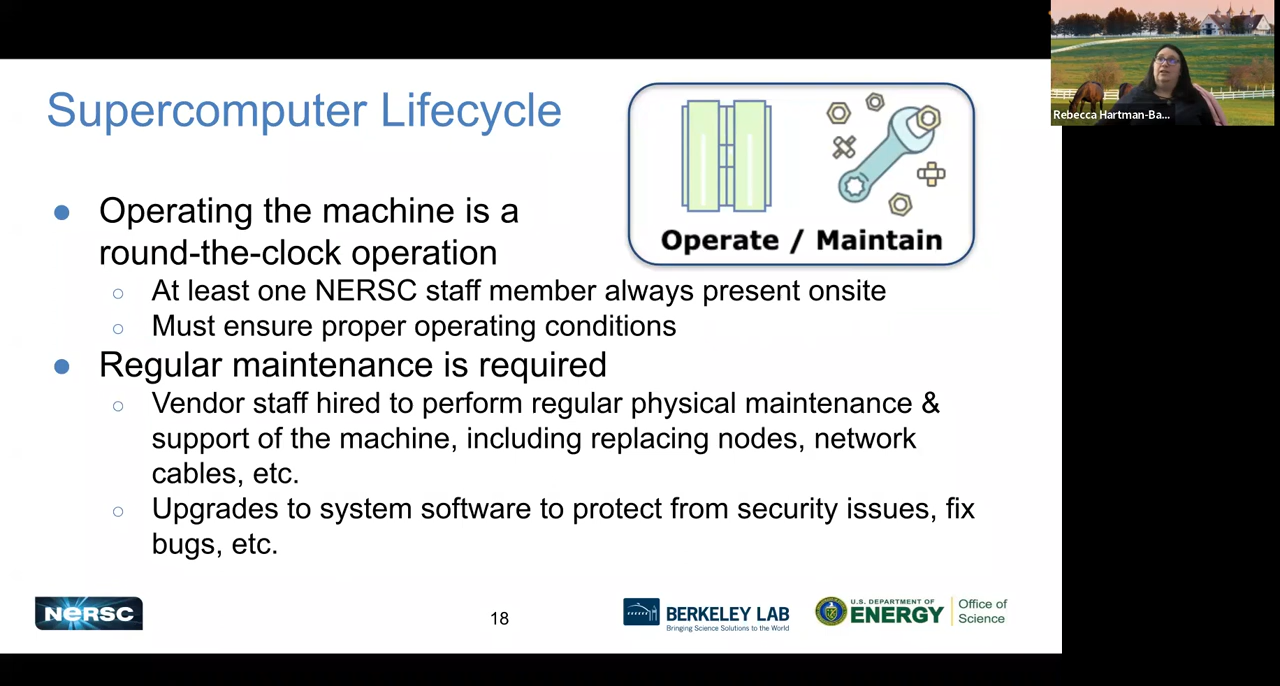 Rebecca Hartman-Ba...
Supercomputer Lifecycle
Operate / Maintain
● Operating the machine is a
round-the-clock operation
○ At least one NERSC staff member always present onsite
○ Must ensure proper operating conditions
● Regular maintenance is required
○ Vendor staff hired to perform regular physical maintenance &
support of the machine, including replacing nodes, network
cables, etc.
○ Upgrades to system software to protect from security issues, fix
bugs, etc.
NERSC
18
BERKELEY LAB
Bringing Science Solutions to the World
U.S. DEPARTMENT OF
ENERGY
Office of
Science